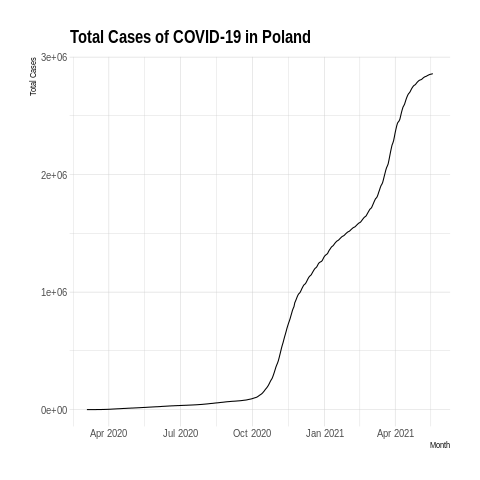 Total Cases of COVID-19 in Poland
Total Cases
3e+06
2e+06
1e+06
0e+00
Apr 2020 Jul 2020 Oct 2020 Jan 2021 Apr 2021
Month